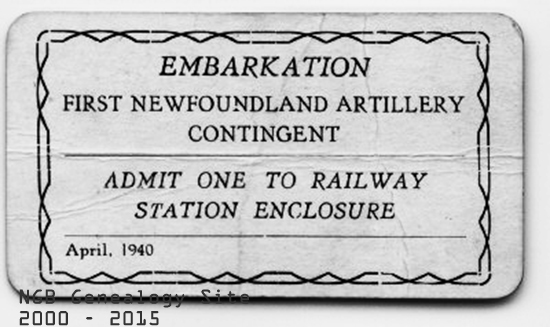 EMBARKATION
FIRST NEWFOUNDLAND ARTILLERY
CONTINGENT
ADMIT ONE TO RAILWAY
STATION ENCLOSURE
April, 1940
NGB Genealogy Site
2000 - 2015